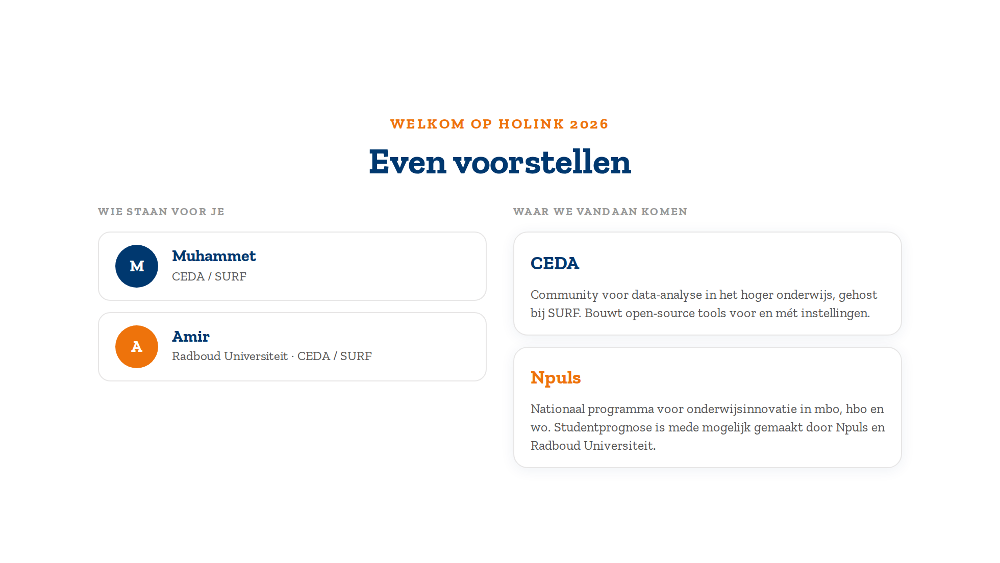 WELKOM OP HOLINK 2026
Even voorstellen
WIE STAAN VOOR JE
M
Muhammet
CEDA / SURF
A
Amir
Radboud Universiteit · CEDA / SURF
WAAR WE VANDAAN KOMEN
CEDA
Community voor data-analyse in het hoger onderwijs, gehost
bij SURF. Bouwt open-source tools voor en mét instellingen.
Npuls
Nationaal programma voor onderwijsinnovatie in mbo, hbo en
wo. Studentprognose is mede mogelijk gemaakt door Npuls en
Radboud Universiteit.